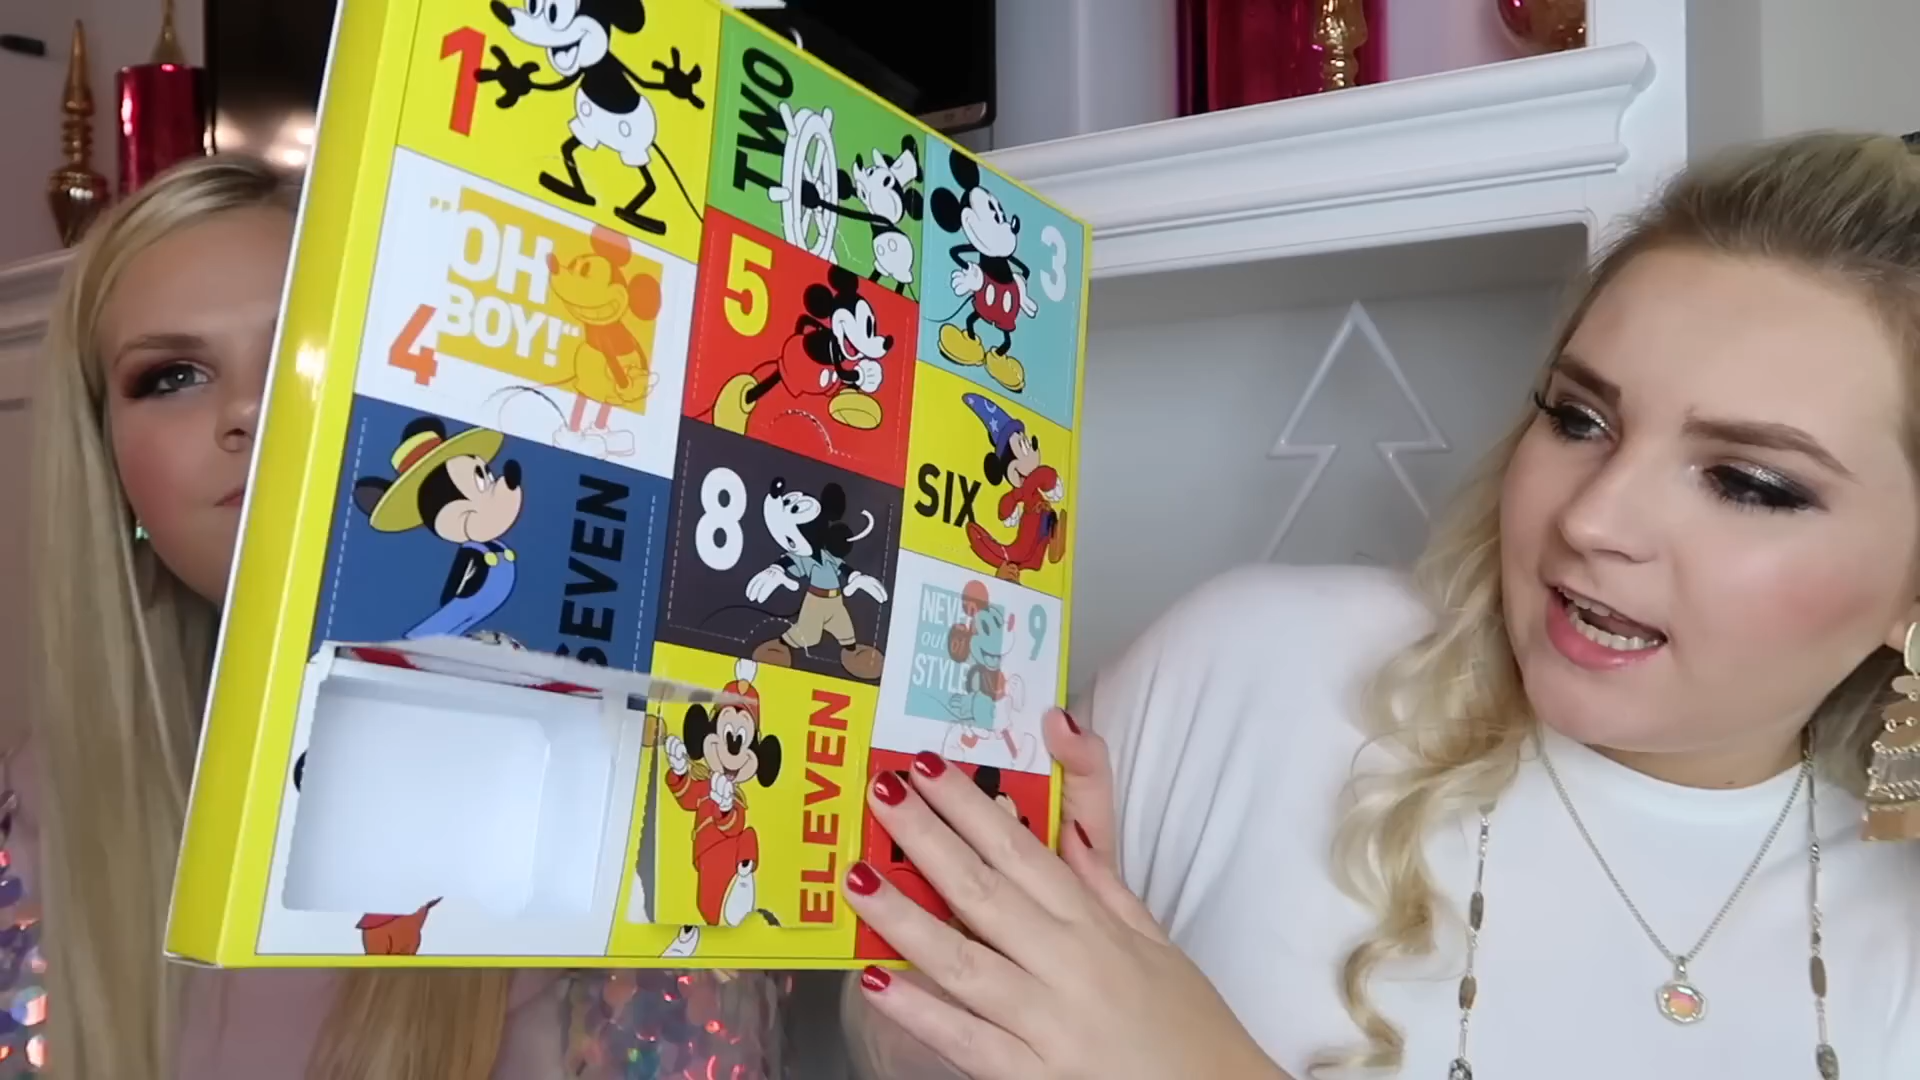 1
TWO
3
"OH
BOY!"
4
5
SIX
SEVEN
8
NEVER
out of
STYLE
9
ELEVEN